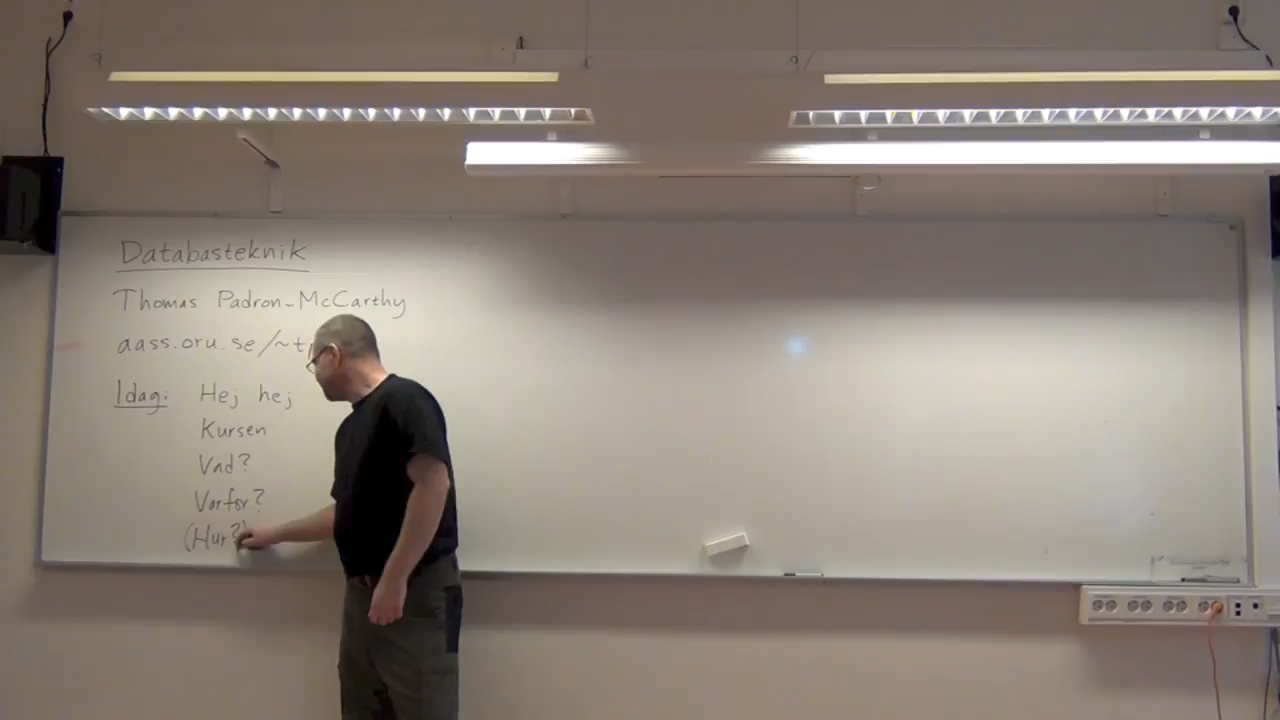 Databasteknik
Thomas Padron-McCarthy
aass.oru.se/~t
Idag: Hej hej
Kursen
Vad?
Varför?
(Hur?)